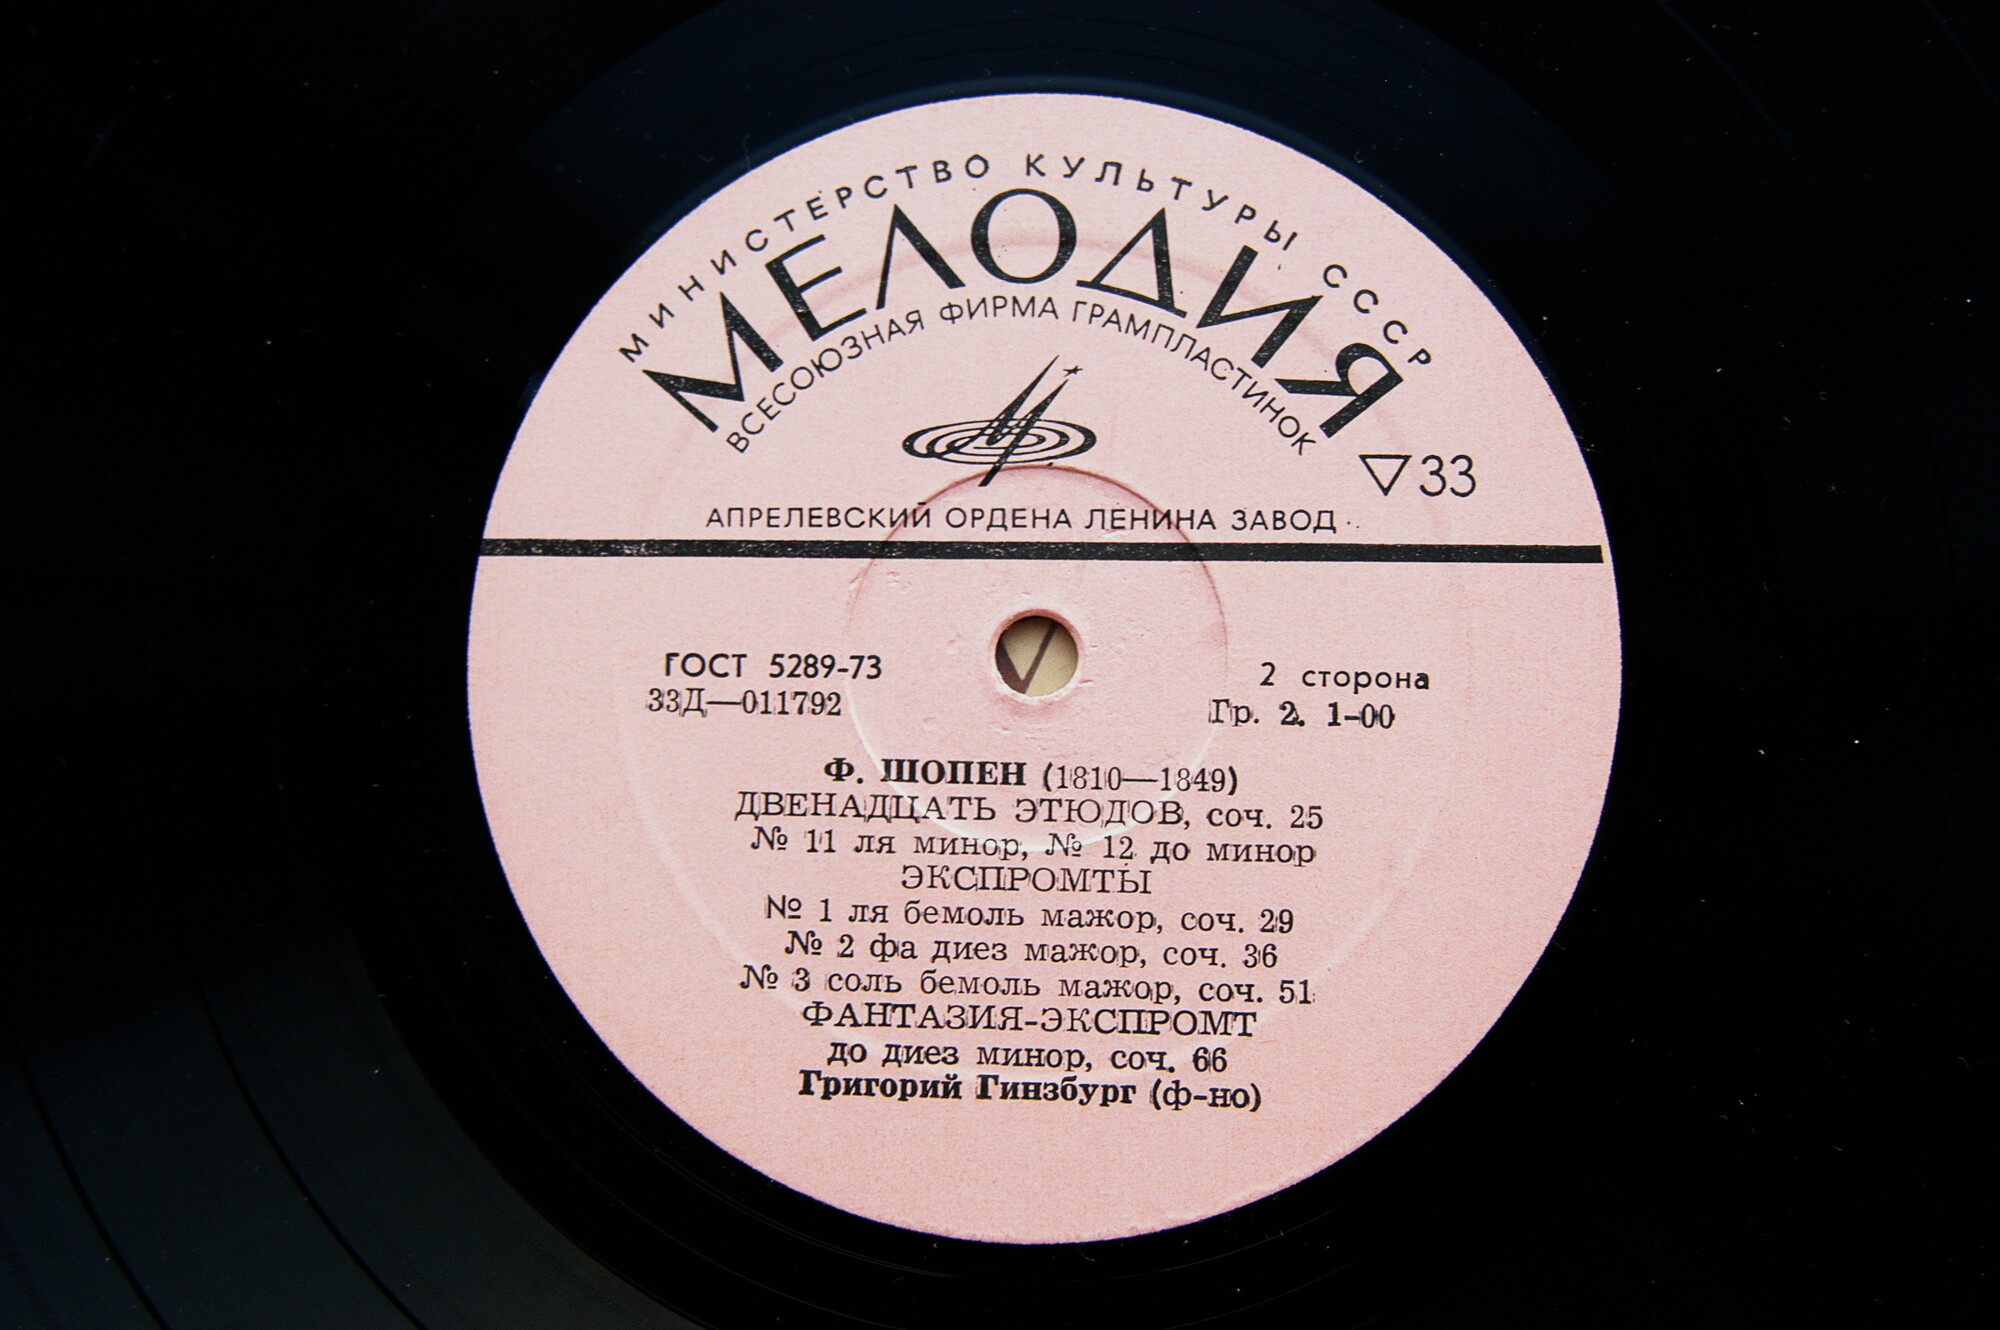 МИНИСТЕРСТВО КУЛЬТУРЫ СССР
МЕЛОДИЯ
ВСЕСОЮЗНАЯ ФИРМА ГРАМПЛАСТИНОК
33
АПРЕЛЕВСКИЙ ОРДЕНА ЛЕНИНА ЗАВОД
ГОСТ 5289-73
2 сторона
33Д—011792
Гр. 2. 1-00
Ф. ШОПЕН (1810—1849)
ДВЕНАДЦАТЬ ЭТЮДОВ, соч. 25
№ 11 ля минор, № 12 до минор
ЭКСПРОМТЫ
№ 1 ля бемоль мажор, соч. 29
№ 2 фа диез мажор, соч. 36
№ 3 соль бемоль мажор, соч. 51
ФАНТАЗИЯ-ЭКСПРОМТ
до диез минор, соч. 66
Григорий Гинзбург (ф-но)